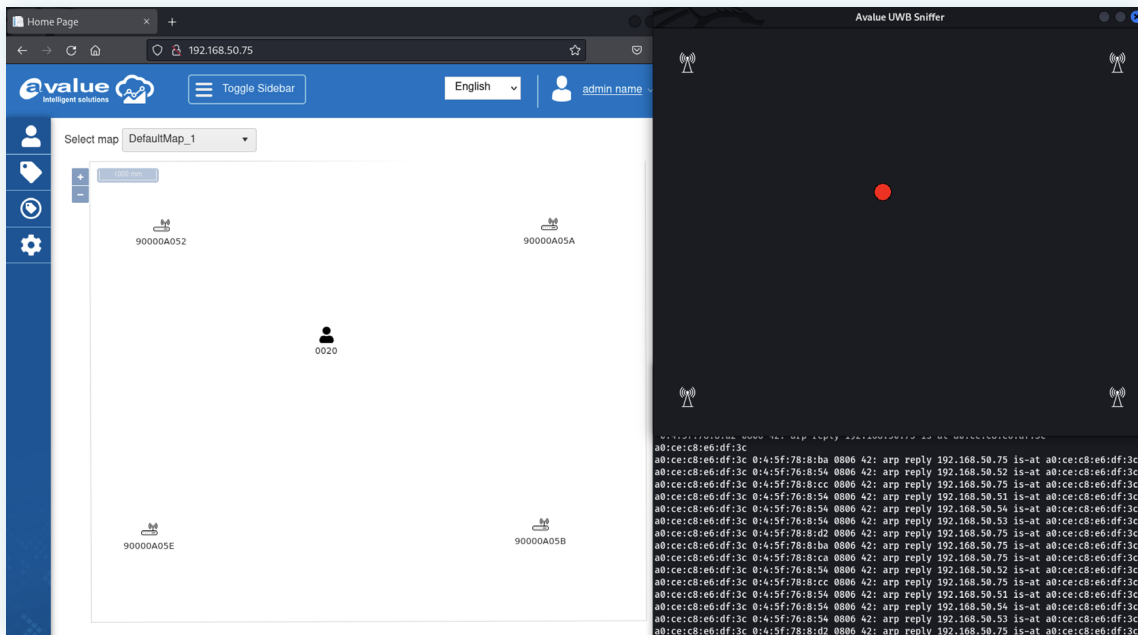 Home Page
Avalue UWB Sniffer
192.168.50.75
avalue
Intelligent solutions
Toggle Sidebar
English
admin name
Select map DefaultMap_1
+
1000 mm
−
90000A052
90000A05A
0020
90000A05E
90000A05B
a0:ce:c8:e6:df:3c
a0:ce:c8:e6:df:3c 0:4:5f:78:8:ba 0806 42: arp reply 192.168.50.75 is-at a0:ce:c8:e6:df:3c
a0:ce:c8:e6:df:3c 0:4:5f:76:8:54 0806 42: arp reply 192.168.50.52 is-at a0:ce:c8:e6:df:3c
a0:ce:c8:e6:df:3c 0:4:5f:78:8:cc 0806 42: arp reply 192.168.50.75 is-at a0:ce:c8:e6:df:3c
a0:ce:c8:e6:df:3c 0:4:5f:76:8:54 0806 42: arp reply 192.168.50.51 is-at a0:ce:c8:e6:df:3c
a0:ce:c8:e6:df:3c 0:4:5f:76:8:54 0806 42: arp reply 192.168.50.54 is-at a0:ce:c8:e6:df:3c
a0:ce:c8:e6:df:3c 0:4:5f:76:8:54 0806 42: arp reply 192.168.50.53 is-at a0:ce:c8:e6:df:3c
a0:ce:c8:e6:df:3c 0:4:5f:78:8:d2 0806 42: arp reply 192.168.50.75 is-at a0:ce:c8:e6:df:3c
a0:ce:c8:e6:df:3c 0:4:5f:78:8:ba 0806 42: arp reply 192.168.50.75 is-at a0:ce:c8:e6:df:3c
a0:ce:c8:e6:df:3c 0:4:5f:78:8:ca 0806 42: arp reply 192.168.50.75 is-at a0:ce:c8:e6:df:3c
a0:ce:c8:e6:df:3c 0:4:5f:76:8:54 0806 42: arp reply 192.168.50.52 is-at a0:ce:c8:e6:df:3c
a0:ce:c8:e6:df:3c 0:4:5f:78:8:cc 0806 42: arp reply 192.168.50.75 is-at a0:ce:c8:e6:df:3c
a0:ce:c8:e6:df:3c 0:4:5f:76:8:54 0806 42: arp reply 192.168.50.51 is-at a0:ce:c8:e6:df:3c
a0:ce:c8:e6:df:3c 0:4:5f:76:8:54 0806 42: arp reply 192.168.50.54 is-at a0:ce:c8:e6:df:3c
a0:ce:c8:e6:df:3c 0:4:5f:76:8:54 0806 42: arp reply 192.168.50.53 is-at a0:ce:c8:e6:df:3c
a0:ce:c8:e6:df:3c 0:4:5f:78:8:d2 0806 42: arp reply 192.168.50.75 is-at a0:ce:c8:e6:df:3c